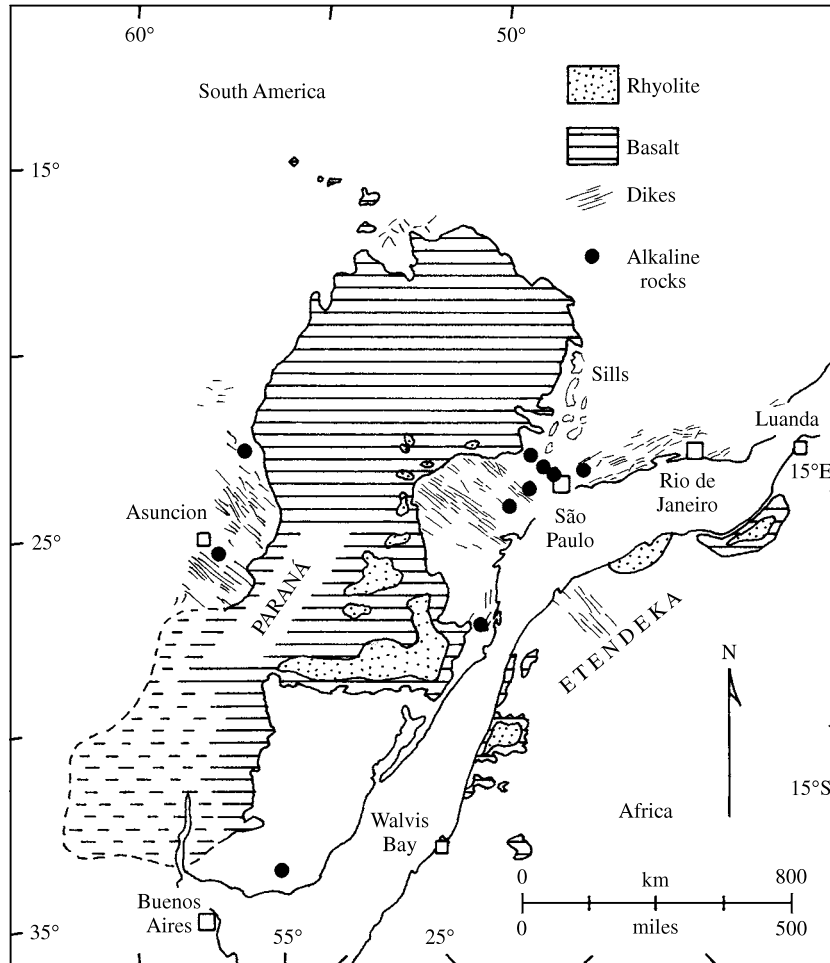 60°
50°
South America
Rhyolite
Basalt
15°
Dikes
Alkaline
rocks
Sills
Luanda
15°E
Rio de
Janeiro
Asuncion
São
Paulo
25°
PARANÁ
ETENDEKA
N
15°S
Africa
Walvis
Bay
0
km
800
0
miles
500
Buenos
Aires
35°
55°
25°